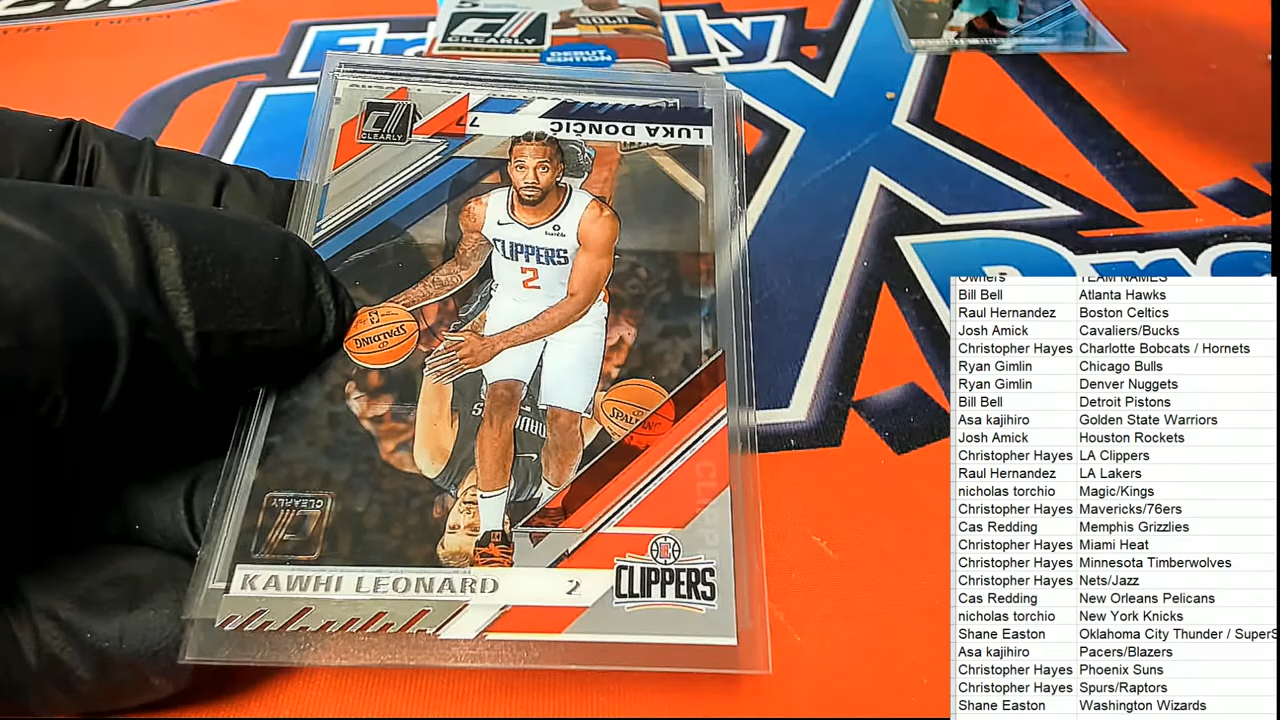 CLEARLY
DEBUT
EDITION
CLEARLY
77
LUKA DONČIĆ
CLIPPERS
2
SPALDING
SPALDING
CLEARLY
KAWHI LEONARD 2
CLIPPERS
Owners TEAM NAMES
Bill Bell Atlanta Hawks
Raul Hernandez Boston Celtics
Josh Amick Cavaliers/Bucks
Christopher Hayes Charlotte Bobcats / Hornets
Ryan Gimlin Chicago Bulls
Ryan Gimlin Denver Nuggets
Bill Bell Detroit Pistons
Asa kajihiro Golden State Warriors
Josh Amick Houston Rockets
Christopher Hayes LA Clippers
Raul Hernandez LA Lakers
nicholas torchio Magic/Kings
Christopher Hayes Mavericks/76ers
Cas Redding Memphis Grizzlies
Christopher Hayes Miami Heat
Christopher Hayes Minnesota Timberwolves
Christopher Hayes Nets/Jazz
Cas Redding New Orleans Pelicans
nicholas torchio New York Knicks
Shane Easton Oklahoma City Thunder / SuperS
Asa kajihiro Pacers/Blazers
Christopher Hayes Phoenix Suns
Christopher Hayes Spurs/Raptors
Shane Easton Washington Wizards